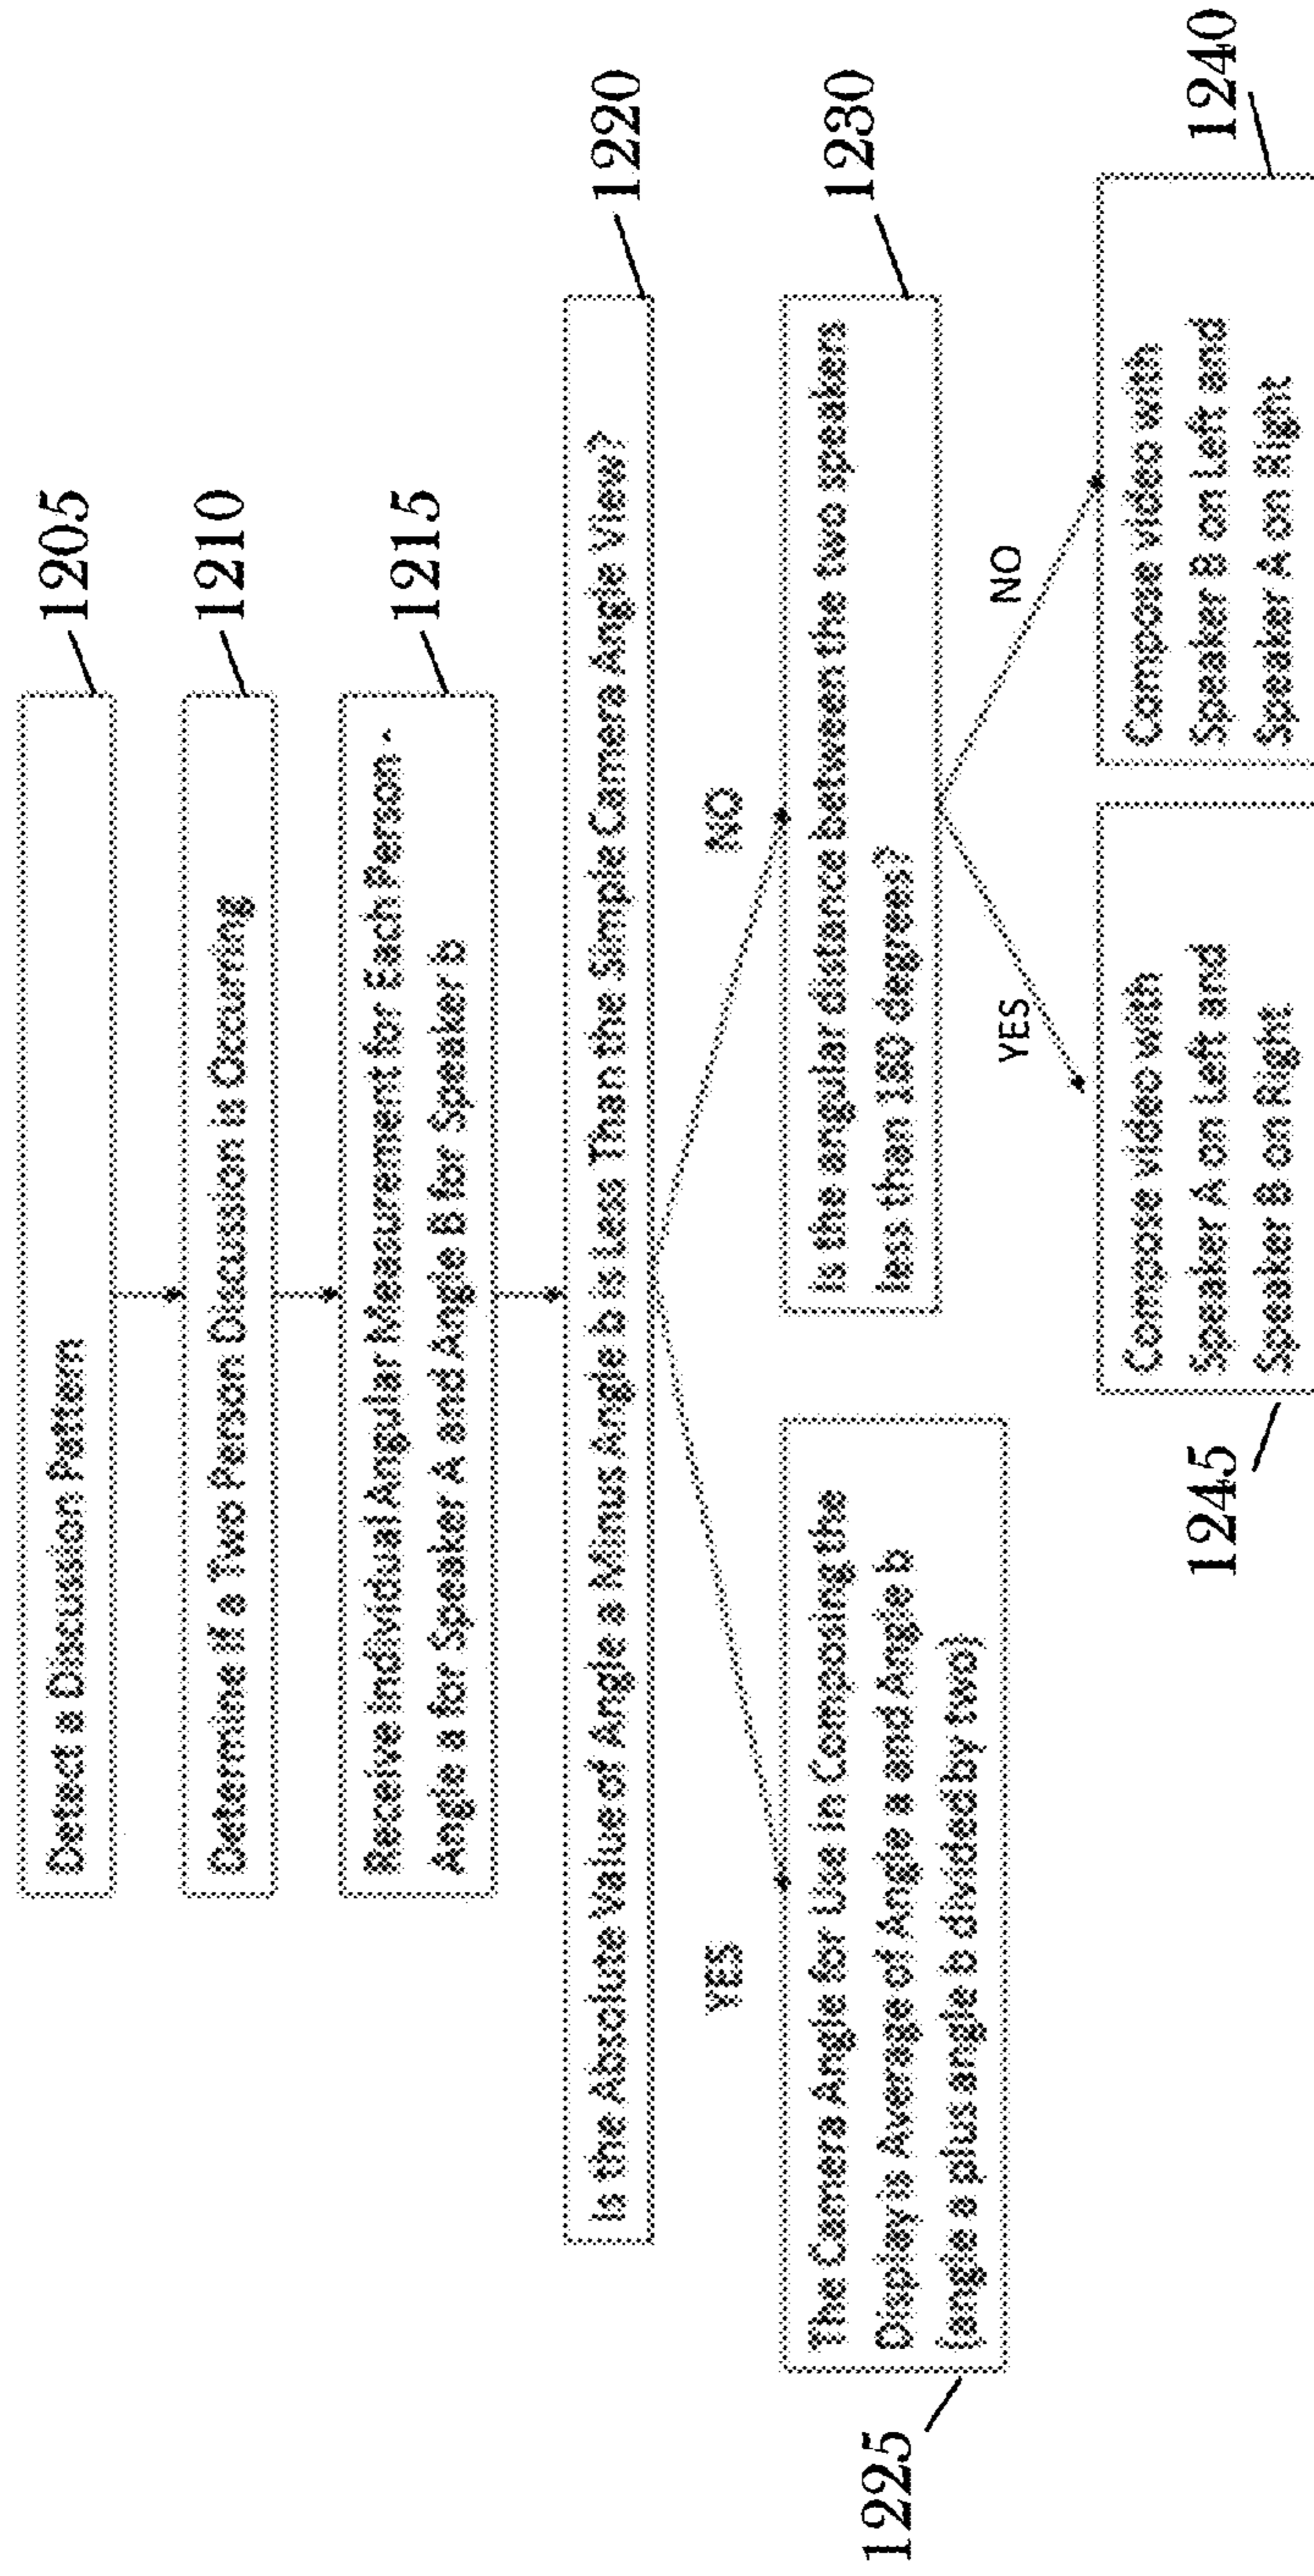 Detect a Discussion Pattern
1205
Determine if a Two Person Discussion is Occurring
1210
Receive Individual Angular Measurement for Each Person -
Angle a for Speaker A and Angle B for Speaker b
1215
Is the Absolute Value of Angle a Minus Angle b is Less Than the Simple Camera Angle View?
1220
YES
NO
The Camera Angle for Use in Composing the
Display is Average of Angle a and Angle b
(angle a plus angle b divided by two)
1225
Is the angular distance between the two speakers
less than 180 degrees?
1230
YES
NO
Compose video with
Speaker A on Left and
Speaker B on Right
1245
Compose video with
Speaker B on Left and
Speaker A on Right
1240